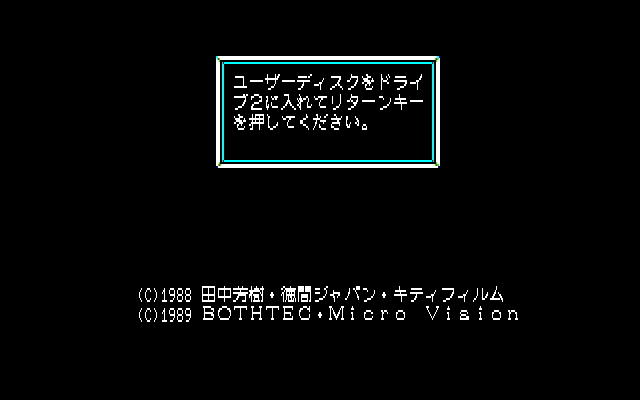 ユーザーディスクをドライ
ブ2に入れてリターンキー
を押してください。
(C)1988 田中芳樹・徳間ジャパン・キティフィルム
(C)1989 BOTHTEC・Micro Vision